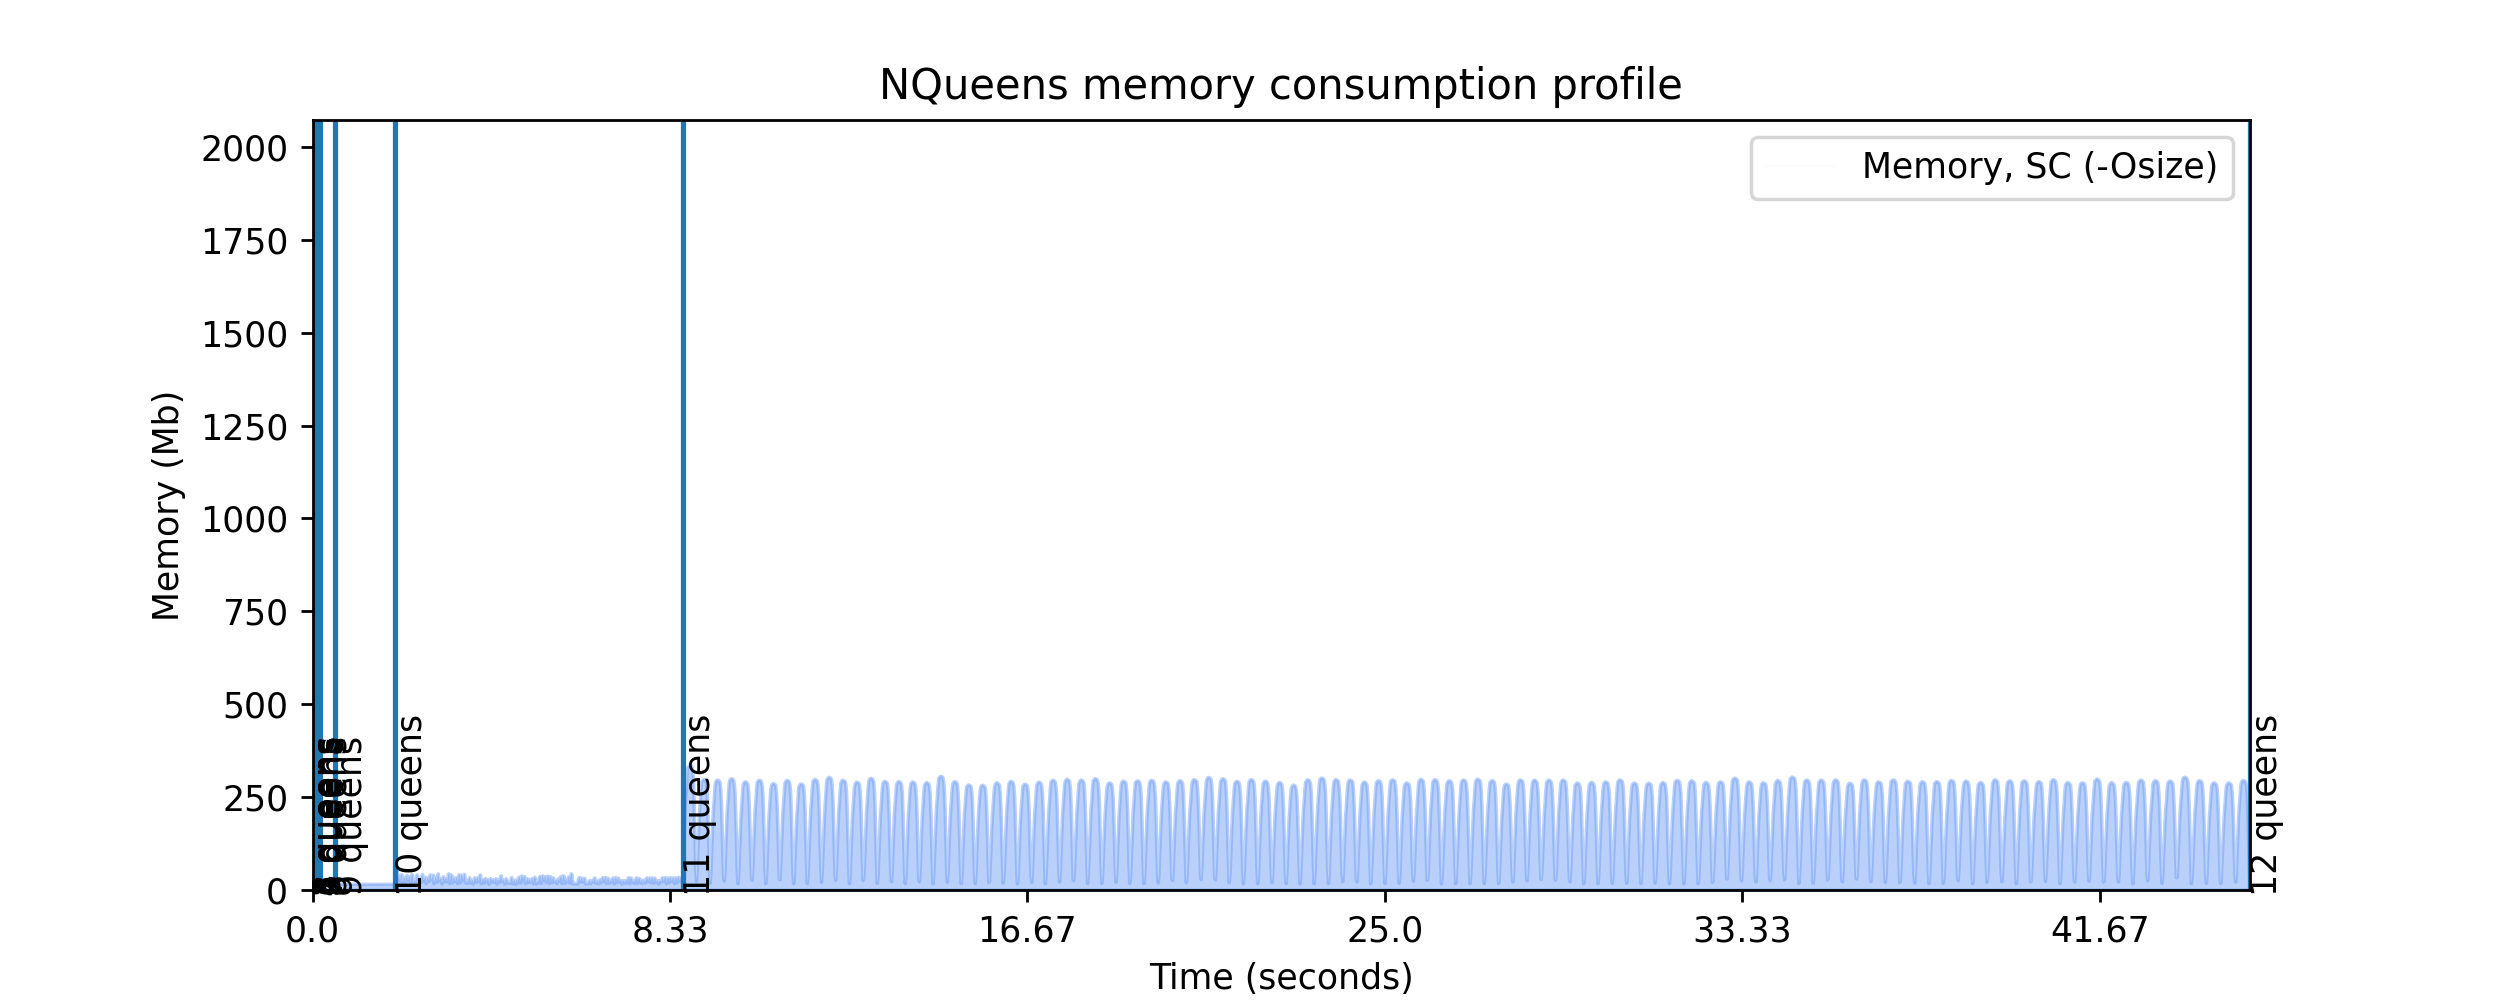 NQueens memory consumption profile
Memory, SC (-Osize)
Memory (Mb)
2000
1750
1500
1250
1000
750
500
250
0
9 queens
10 queens
11 queens
12 queens
0.0
8.33
16.67
25.0
33.33
41.67
Time (seconds)